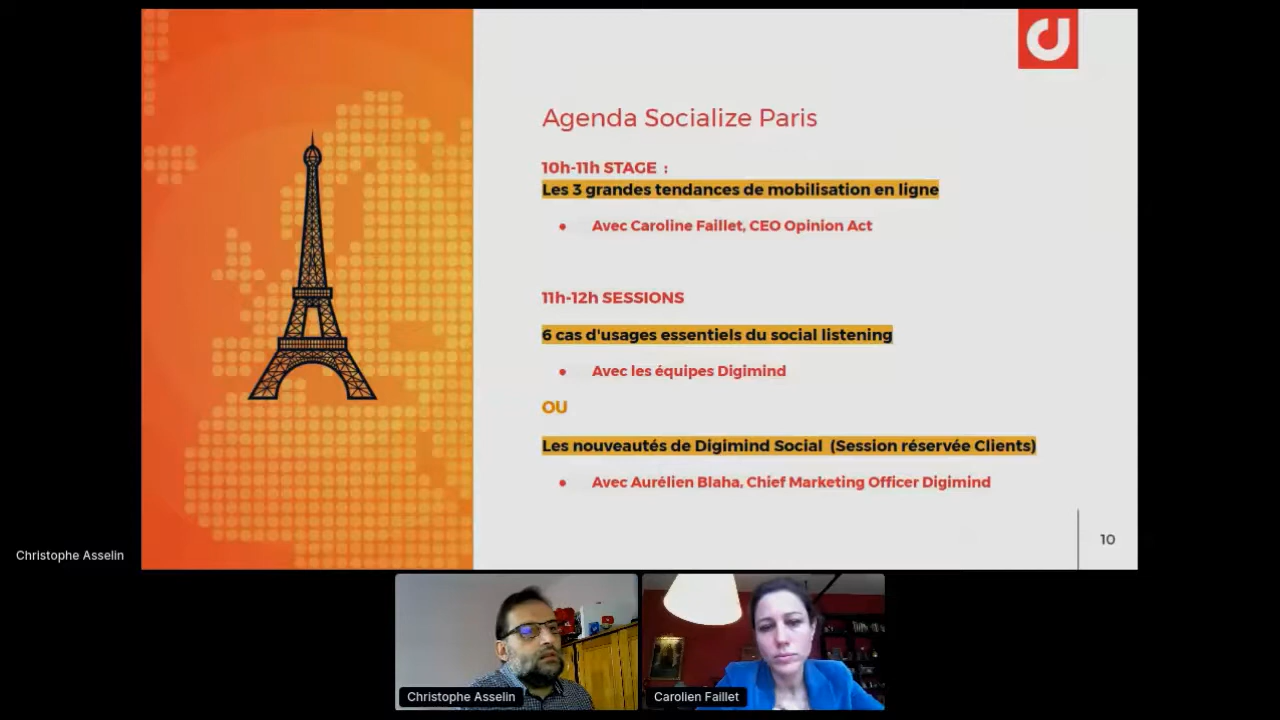 Agenda Socialize Paris
10h-11h STAGE :
Les 3 grandes tendances de mobilisation en ligne
• Avec Caroline Faillet, CEO Opinion Act
11h-12h SESSIONS
6 cas d'usages essentiels du social listening
• Avec les équipes Digimind
OU
Les nouveautés de Digimind Social (Session réservée Clients)
• Avec Aurélien Blaha, Chief Marketing Officer Digimind
10
Christophe Asselin
Christophe Asselin
Carolien Faillet